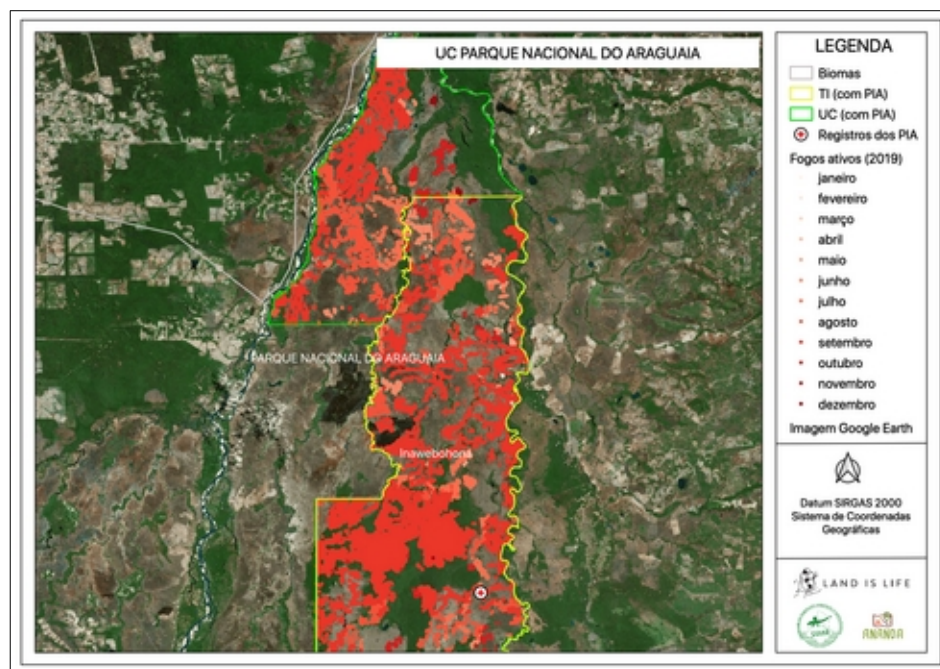 UC PARQUE NACIONAL DO ARAGUAIA
PARQUE NACIONAL DO ARAGUAIA
Inawebohona
LEGENDA
Biomas
TI (com PIA)
UC (com PIA)
Registros dos PIA
Fogos ativos (2019)
janeiro
fevereiro
março
abril
maio
junho
julho
agosto
setembro
outubro
novembro
dezembro
Imagem Google Earth
Datum SIRGAS 2000
Sistema de Coordenadas
Geográficas
LAND IS LIFE
ANANDA